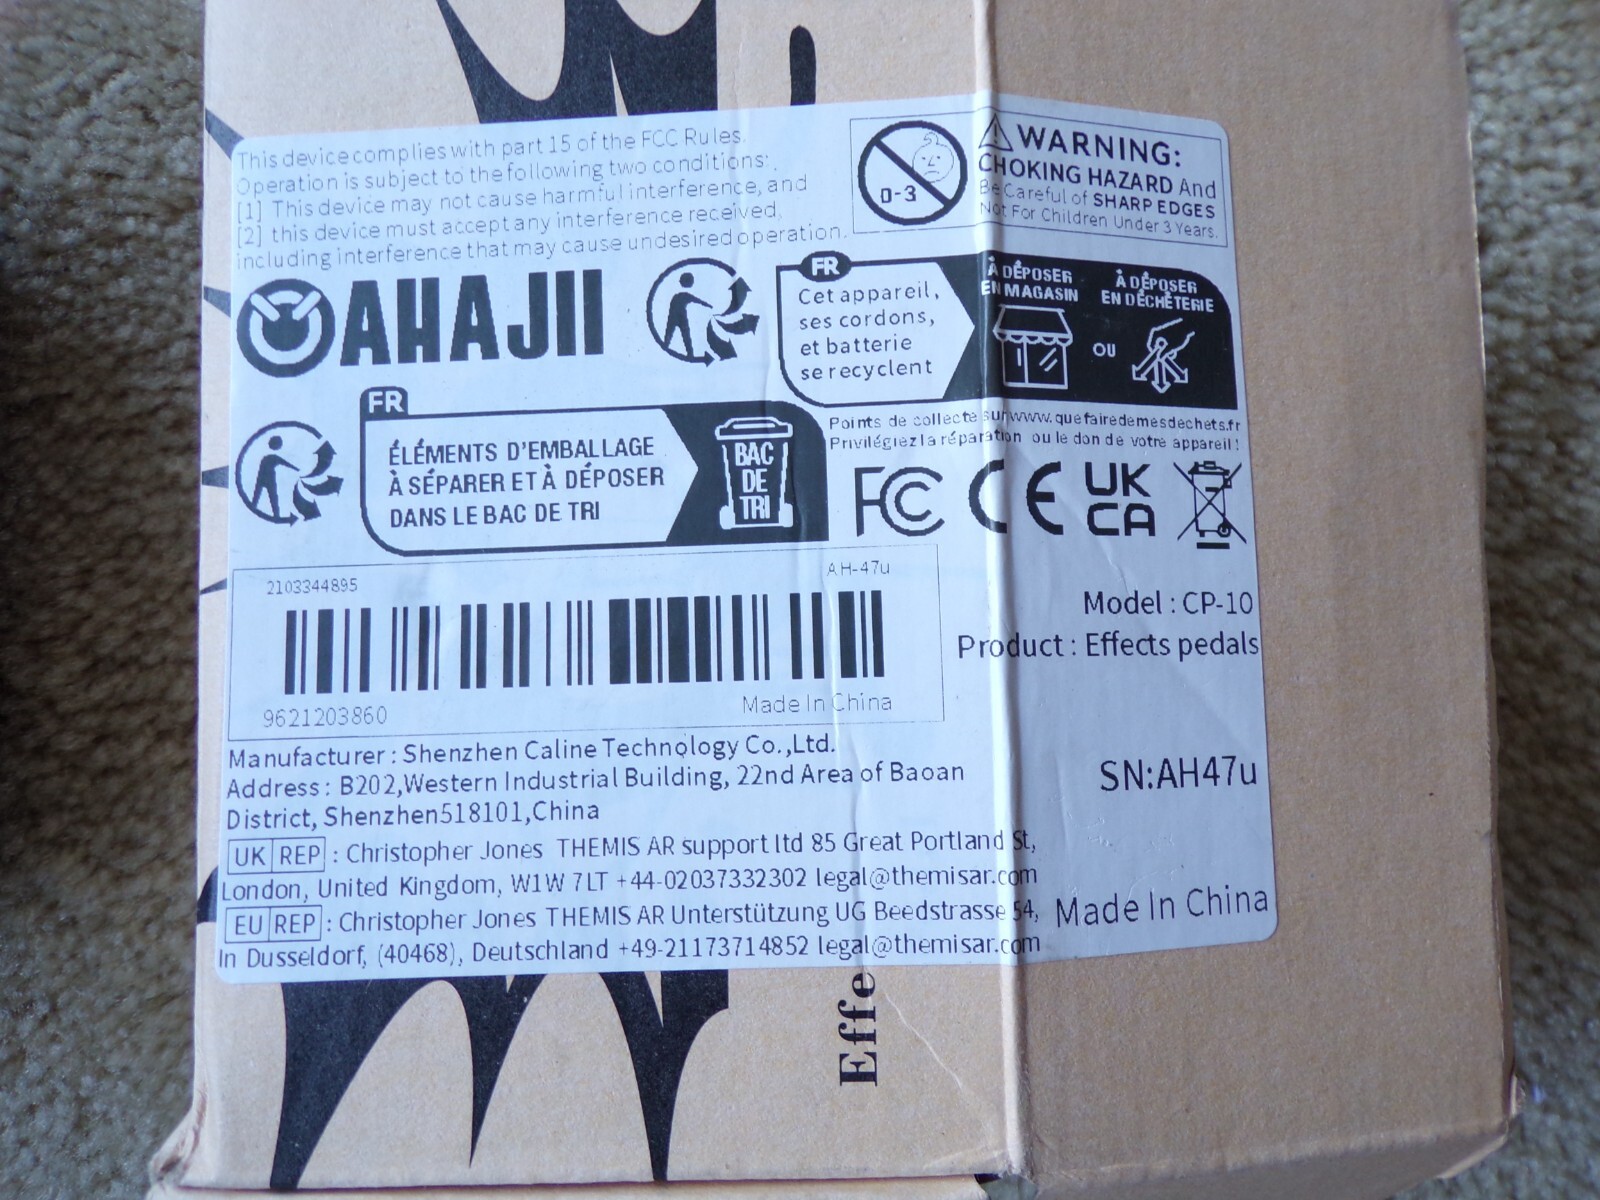 This device complies with part 15 of the FCC Rules.
Operation is subject to the following two conditions:
[1] This device may not cause harmful interference, and
[2] this device must accept any interference received,
including interference that may cause undesired operation.
0-3
WARNING:
CHOKING HAZARD And
Be Careful of SHARP EDGES
Not For Children Under 3 Years.
AHAJII
FR
Cet appareil,
ses cordons,
et batterie
se recyclent
À DÉPOSER
EN MAGASIN
OU
À DÉPOSER
EN DÉCHÈTERIE
Points de collecte sur www.quefairedemesdechets.fr
Privilégiez la réparation ou le don de votre appareil !
FR
ÉLÉMENTS D'EMBALLAGE
À SÉPARER ET À DÉPOSER
DANS LE BAC DE TRI
BAC
DE
TRI
FC CE UK
CA
2103344895
AH-47u
9621203860
Made In China
Model : CP-10
Product : Effects pedals
SN:AH47u
Made In China
Manufacturer : Shenzhen Caline Technology Co.,Ltd.
Address : B202,Western Industrial Building, 22nd Area of Baoan
District, Shenzhen518101,China
UK REP : Christopher Jones THEMIS AR support ltd 85 Great Portland St,
London, United Kingdom, W1W 7LT +44-02037332302 legal@themisar.com
EU REP : Christopher Jones THEMIS AR Unterstützung UG Beedstrasse 54,
In Dusseldorf, (40468), Deutschland +49-21173714852 legal@themisar.com
Effe